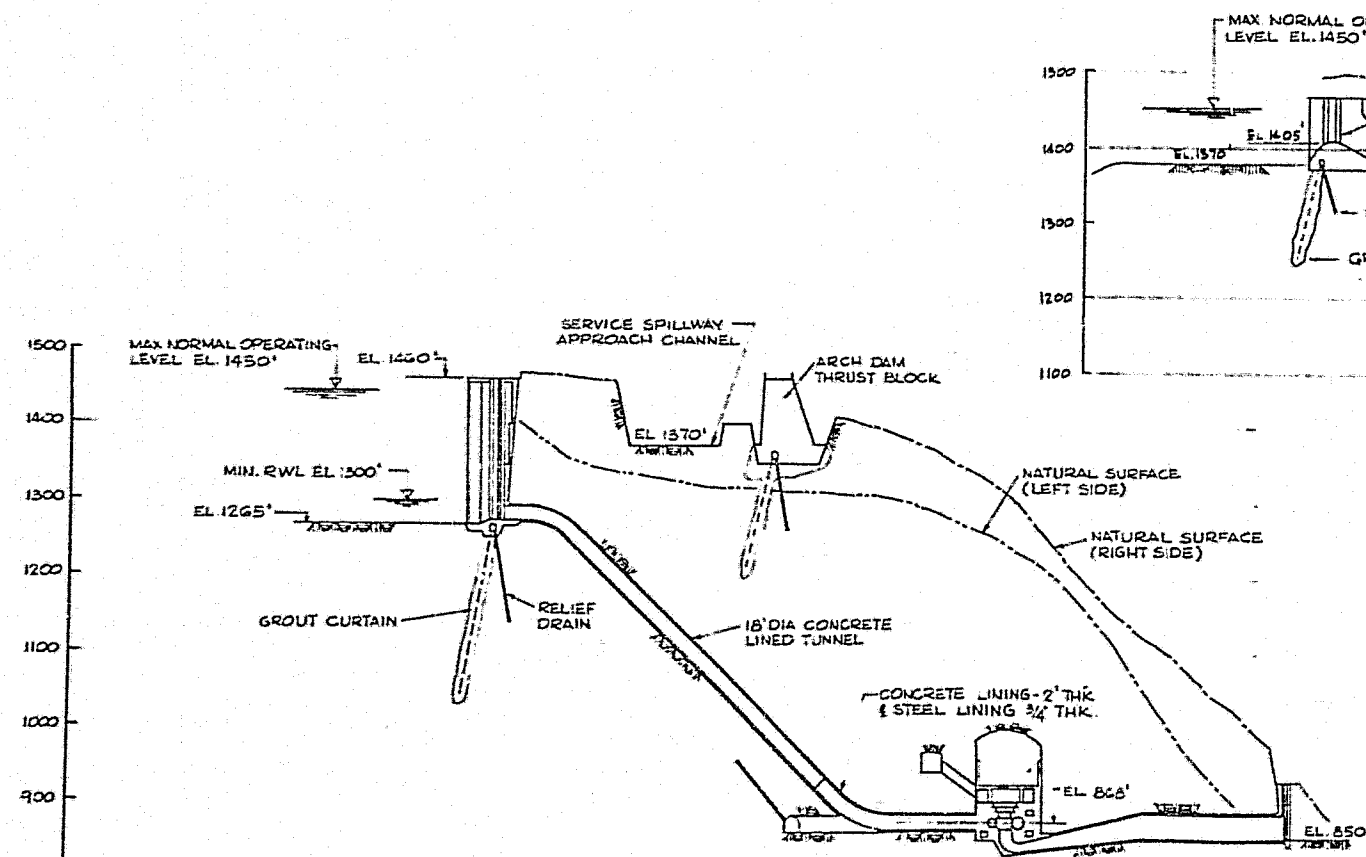 MAX NORMAL
LEVEL EL. 1450'
1500
1400
1300
1200
1100
EL. 1405'
EL. 1370'
MAX NORMAL OPERATING
LEVEL EL. 1450'
EL. 1460'
SERVICE SPILLWAY
APPROACH CHANNEL
ARCH DAM
THRUST BLOCK
1500
1400
1300
1200
1100
1000
900
EL 1370'
MIN. RWL EL 1300'
EL. 1265'
NATURAL SURFACE
(LEFT SIDE)
NATURAL SURFACE
(RIGHT SIDE)
GROUT CURTAIN
RELIEF
DRAIN
18' DIA CONCRETE
LINED TUNNEL
CONCRETE LINING - 2' THK
& STEEL LINING 3/4" THK.
EL 868'
EL. 850